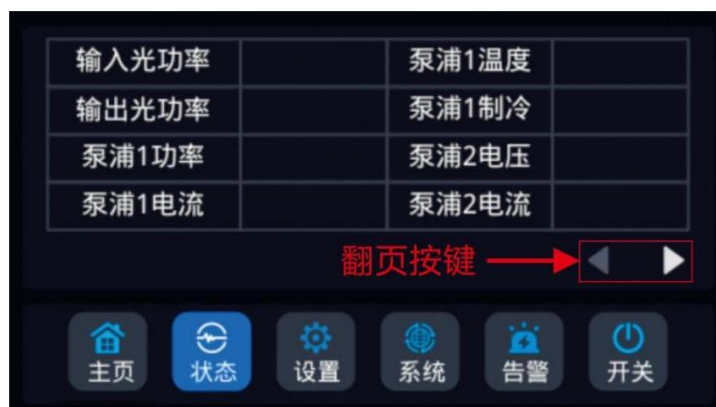 输入光功率 泵浦1温度
输出光功率 泵浦1制冷
泵浦1功率 泵浦2电压
泵浦1电流 泵浦2电流
翻页按键
主页 状态 设置 系统 告警 开关